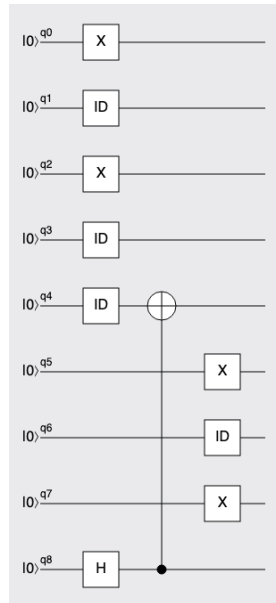 |0⟩ q0 X
|0⟩ q1 ID
|0⟩ q2 X
|0⟩ q3 ID
|0⟩ q4 ID
|0⟩ q5 X
|0⟩ q6 ID
|0⟩ q7 X
|0⟩ q8 H